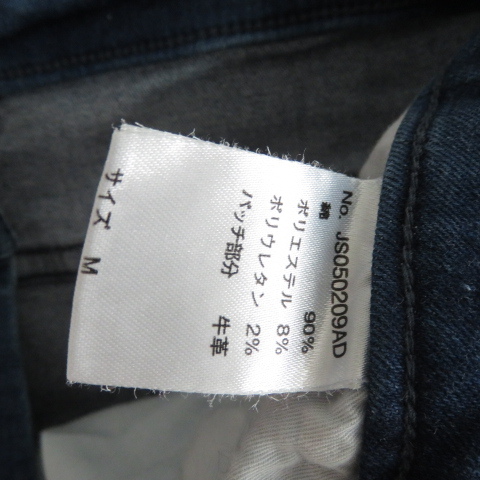 No. JS050209AD
綿 90%
ポリエステル 8%
ポリウレタン 2%
パッチ部分 牛革
サイズ M